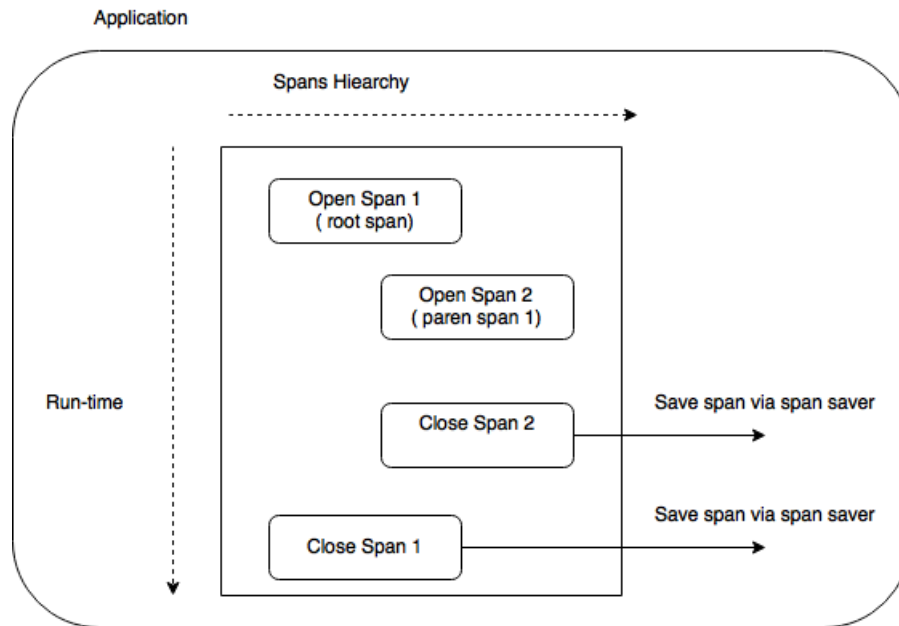 Application
Spans Hiearchy
Open Span 1
( root span)
Open Span 2
( paren span 1)
Run-time
Close Span 2
Save span via span saver
Close Span 1
Save span via span saver